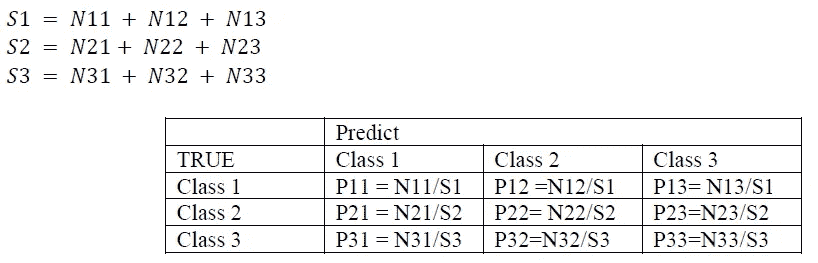 S1 = N11 + N12 + N13
S2 = N21 + N22 + N23
S3 = N31 + N32 + N33
Predict
TRUE Class 1 Class 2 Class 3
Class 1 P11 = N11/S1 P12 =N12/S1 P13= N13/S1
Class 2 P21 = N21/S2 P22= N22/S2 P23=N23/S2
Class 3 P31 = N31/S3 P32=N32/S3 P33=N33/S3